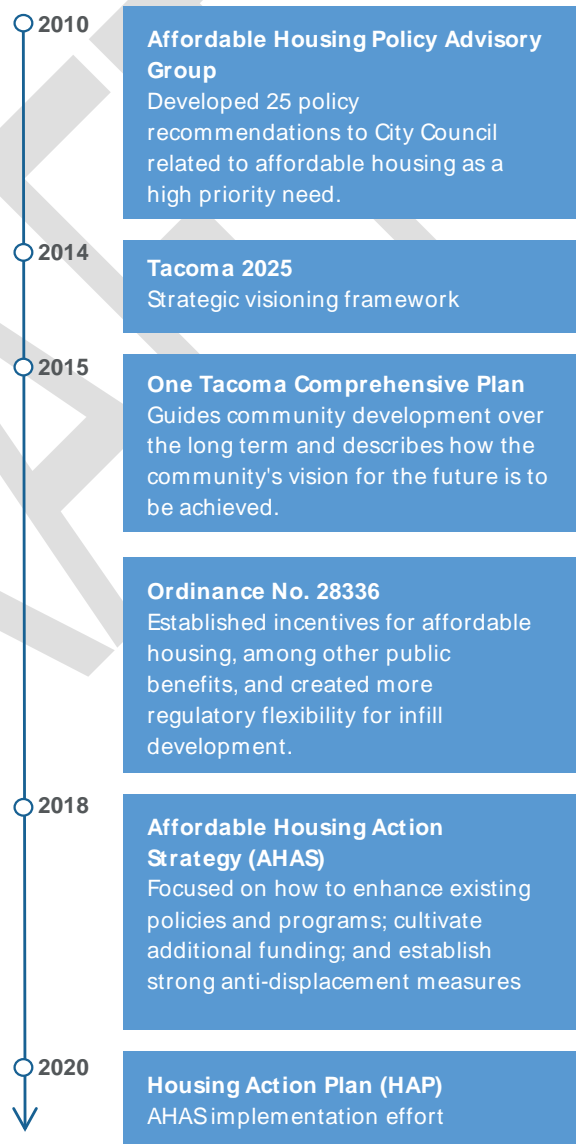 2010
Affordable Housing Policy Advisory
Group
Developed 25 policy
recommendations to City Council
related to affordable housing as a
high priority need.
2014
Tacoma 2025
Strategic visioning framework
2015
One Tacoma Comprehensive Plan
Guides community development over
the long term and describes how the
community's vision for the future is to
be achieved.
Ordinance No. 28336
Established incentives for affordable
housing, among other public
benefits, and created more
regulatory flexibility for infill
development.
2018
Affordable Housing Action
Strategy (AHAS)
Focused on how to enhance existing
policies and programs; cultivate
additional funding; and establish
strong anti-displacement measures
2020
Housing Action Plan (HAP)
AHAS implementation effort